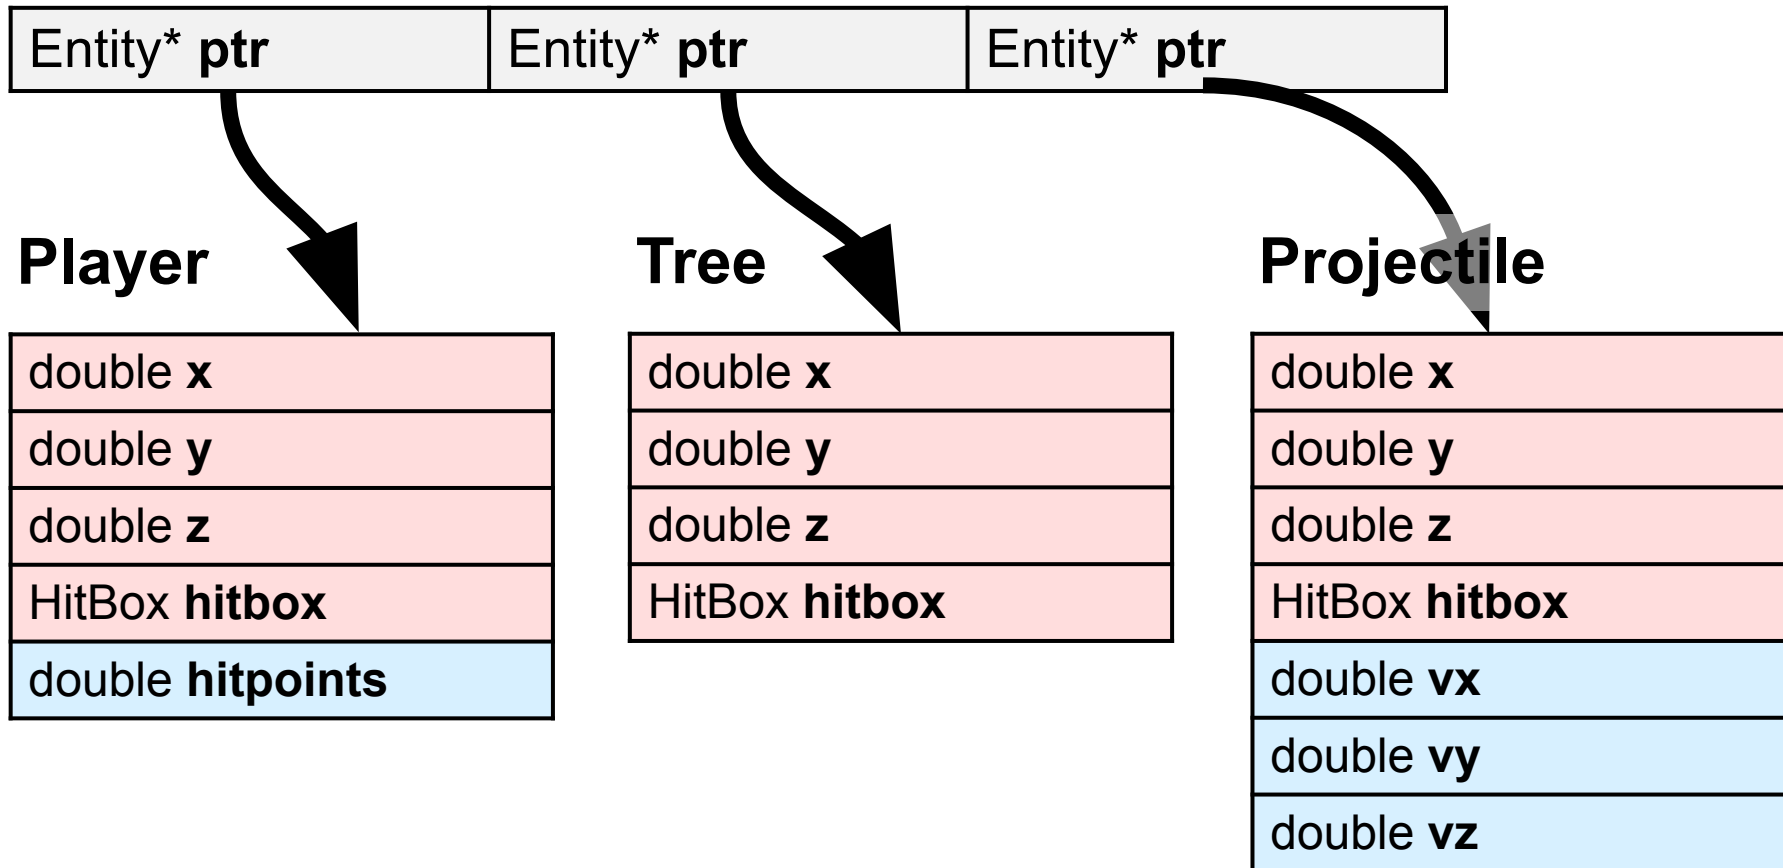 Entity* ptr
Entity* ptr
Entity* ptr
Player
double x
double y
double z
HitBox hitbox
double hitpoints
Tree
double x
double y
double z
HitBox hitbox
Projectile
double x
double y
double z
HitBox hitbox
double vx
double vy
double vz